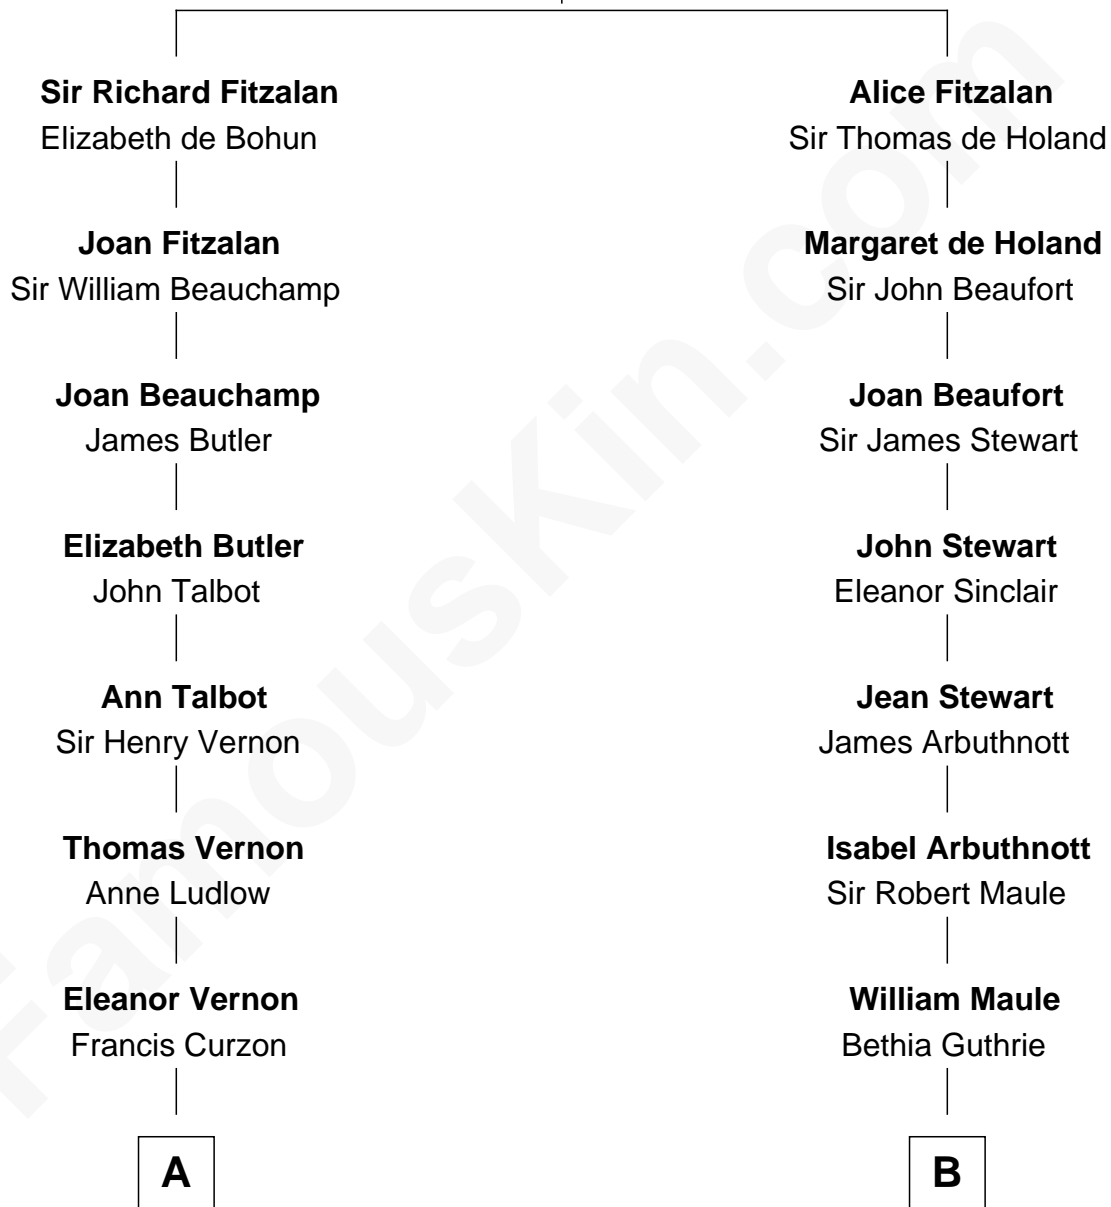 Sir Richard Fitzalan
Elizabeth de Bohun
Joan Fitzalan
Sir William Beauchamp
Joan Beauchamp
James Butler
Elizabeth Butler
John Talbot
Ann Talbot
Sir Henry Vernon
Thomas Vernon
Anne Ludlow
Eleanor Vernon
Francis Curzon
A
Alice Fitzalan
Sir Thomas de Holand
Margaret de Holand
Sir John Beaufort
Joan Beaufort
Sir James Stewart
John Stewart
Eleanor Sinclair
Jean Stewart
James Arbuthnott
Isabel Arbuthnott
Sir Robert Maule
William Maule
Bethia Guthrie
B
FamousKin.com